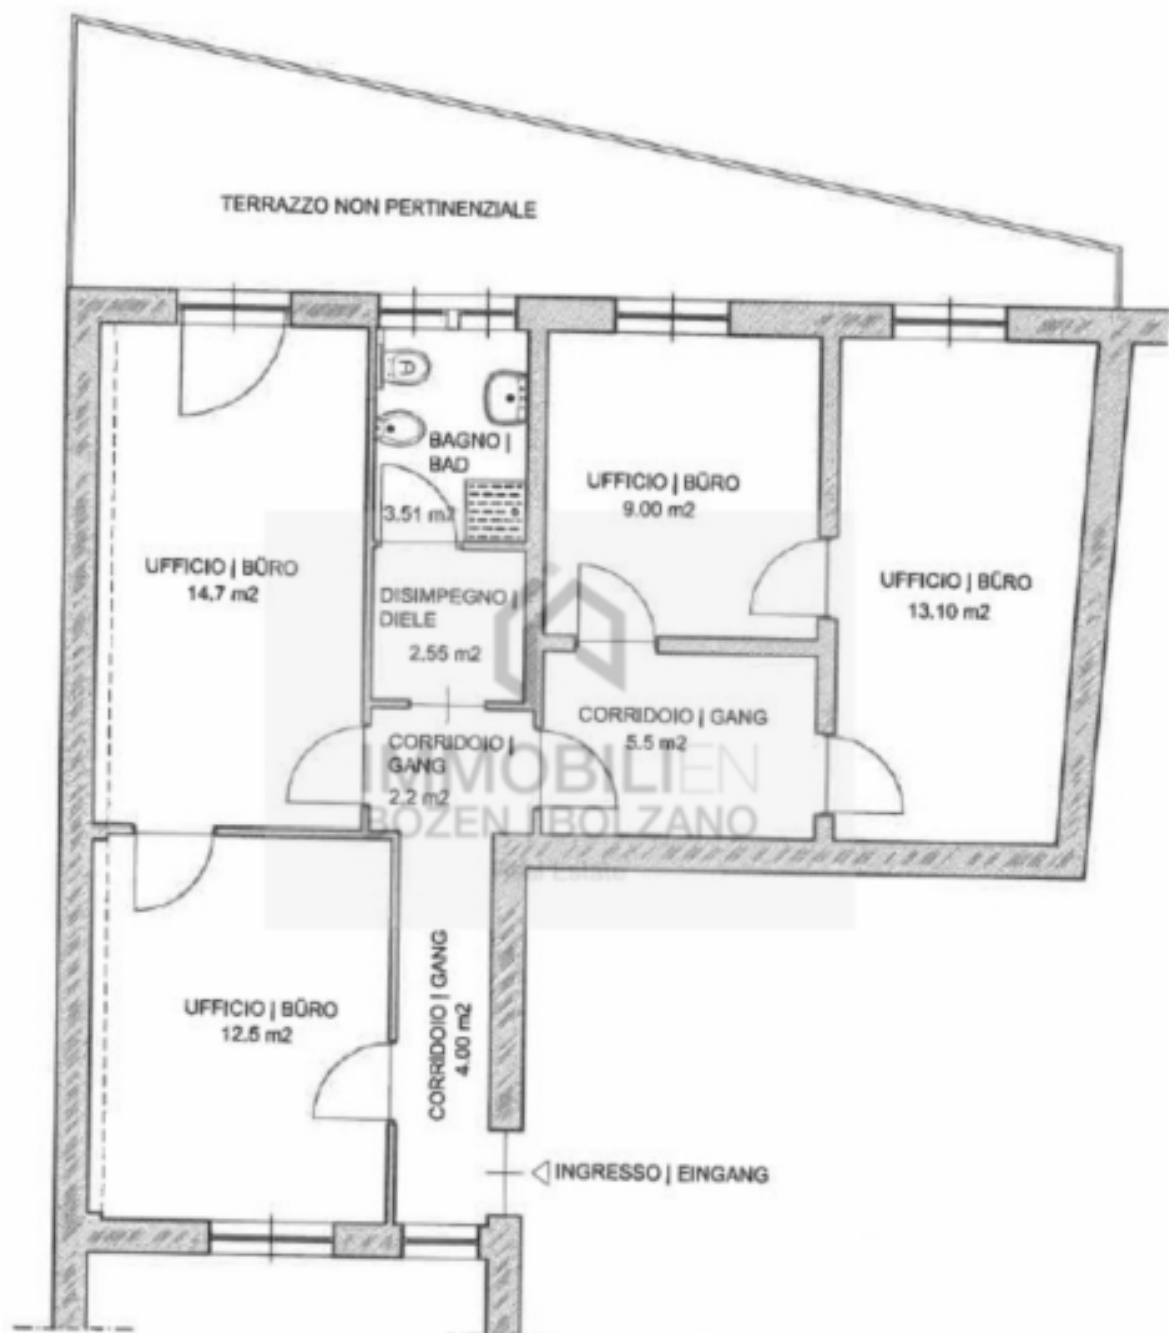 TERRAZZO NON PERTINENZIALE
BAGNO |
BAD
3.51 m2
UFFICIO | BÜRO
9.00 m2
UFFICIO | BÜRO
14.7 m2
UFFICIO | BÜRO
13.10 m2
DISIMPEGNO |
DIELE
2.55 m2
CORRIDOIO | GANG
5.5 m2
CORRIDOIO |
GANG
2.2 m2
IMMOBILIEN
BOZEN | BOLZANO
Estate
UFFICIO | BÜRO
12.5 m2
CORRIDOIO | GANG
4.00 m2
INGRESSO | EINGANG